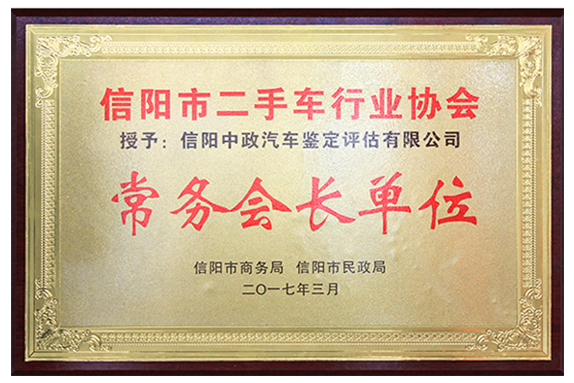 信阳市二手车行业协会
授予：信阳中政汽车鉴定评估有限公司
常务会长单位
信阳市商务局 信阳市民政局
二〇一七年三月